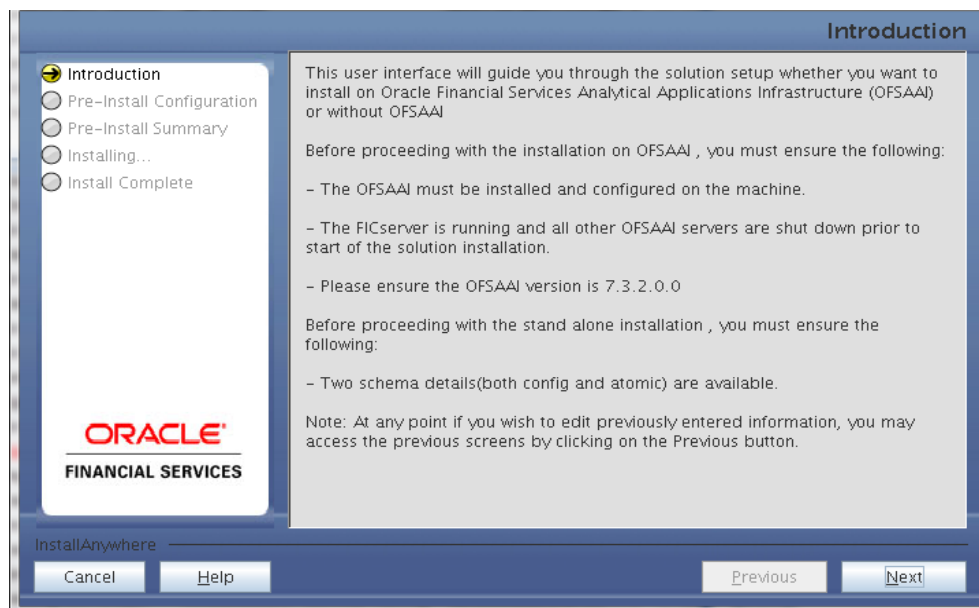 Introduction
Introduction
Pre-Install Configuration
Pre-Install Summary
Installing...
Install Complete
ORACLE
FINANCIAL SERVICES
This user interface will guide you through the solution setup whether you want to
install on Oracle Financial Services Analytical Applications Infrastructure (OFSAAI)
or without OFSAAI
Before proceeding with the installation on OFSAAI , you must ensure the following:
- The OFSAAI must be installed and configured on the machine.
- The FICserver is running and all other OFSAAI servers are shut down prior to
start of the solution installation.
- Please ensure the OFSAAI version is 7.3.2.0.0
Before proceeding with the stand alone installation , you must ensure the
following:
- Two schema details(both config and atomic) are available.
Note: At any point if you wish to edit previously entered information, you may
access the previous screens by clicking on the Previous button.
InstallAnywhere
Cancel
Help
Previous
Next